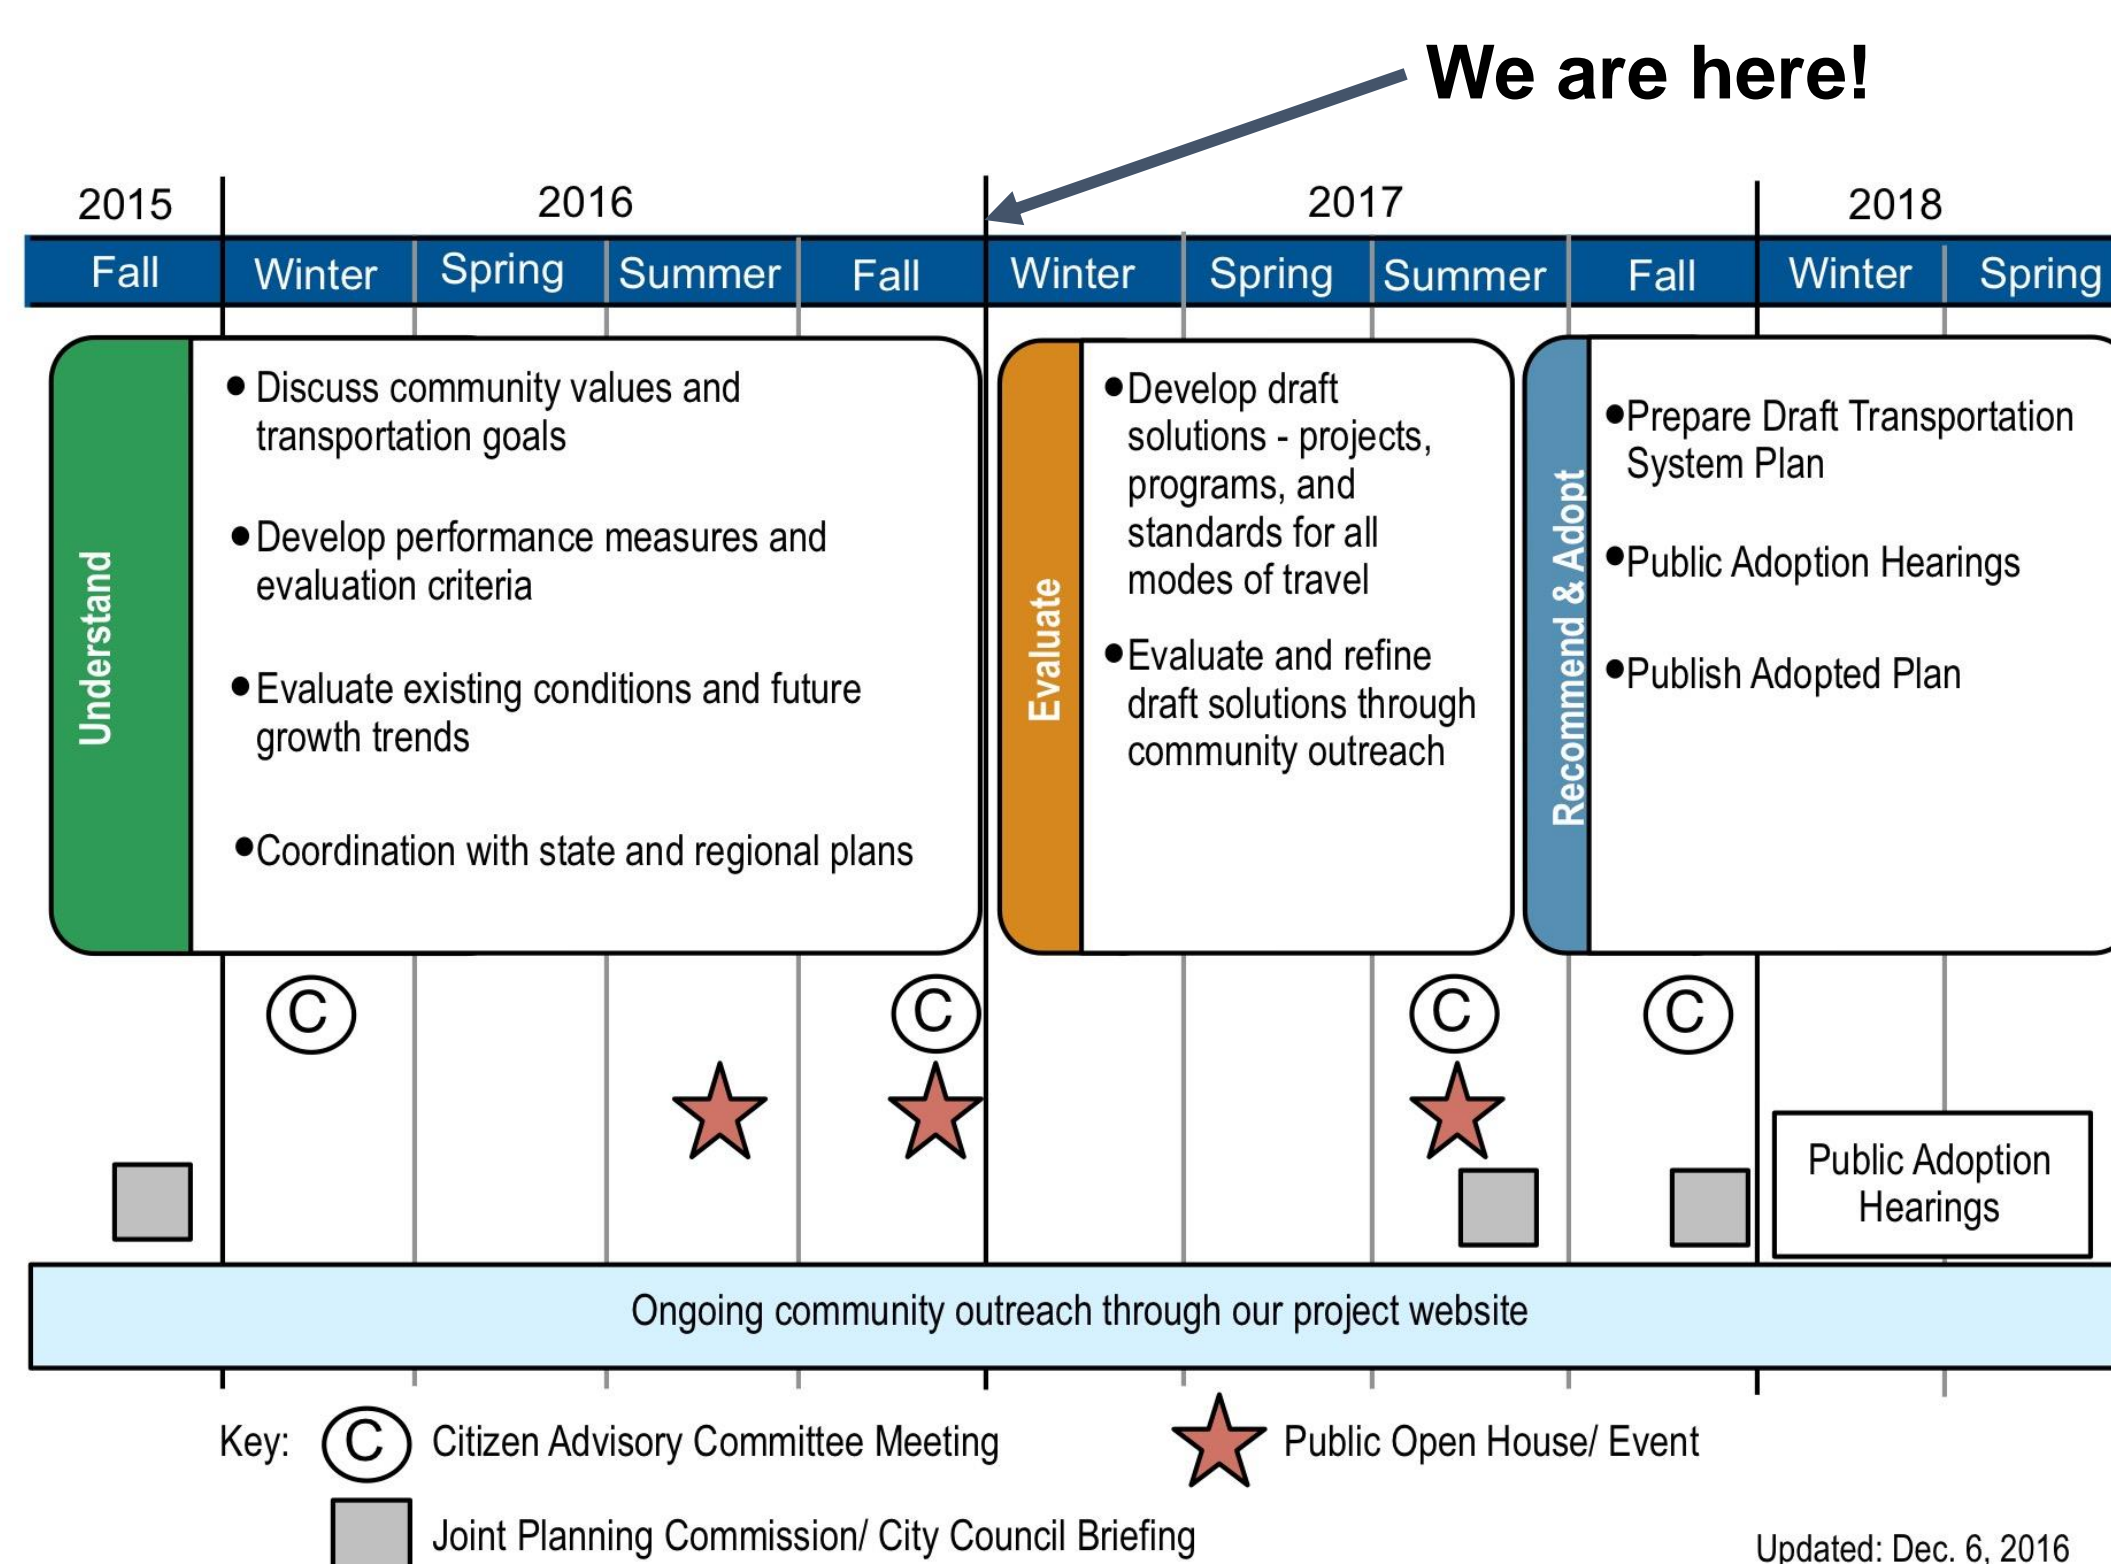 We are here!
2015
2016
2017
2018
Fall
Winter
Spring
Summer
Fall
Winter
Spring
Summer
Fall
Winter
Spring
Understand
● Discuss community values and
transportation goals
●Develop performance measures and
evaluation criteria
●Evaluate existing conditions and future
growth trends
●Coordination with state and regional plans
Evaluate
●Develop draft
solutions - projects,
programs, and
standards for all
modes of travel
●Evaluate and refine
draft solutions through
community outreach
Recommend & Adopt
●Prepare Draft Transportation
System Plan
●Public Adoption Hearings
●Publish Adopted Plan
C
C
C
C
Public Adoption
Hearings
Ongoing community outreach through our project website
Key:
C
Citizen Advisory Committee Meeting
Public Open House/ Event
Joint Planning Commission/ City Council Briefing
Updated: Dec. 6, 2016